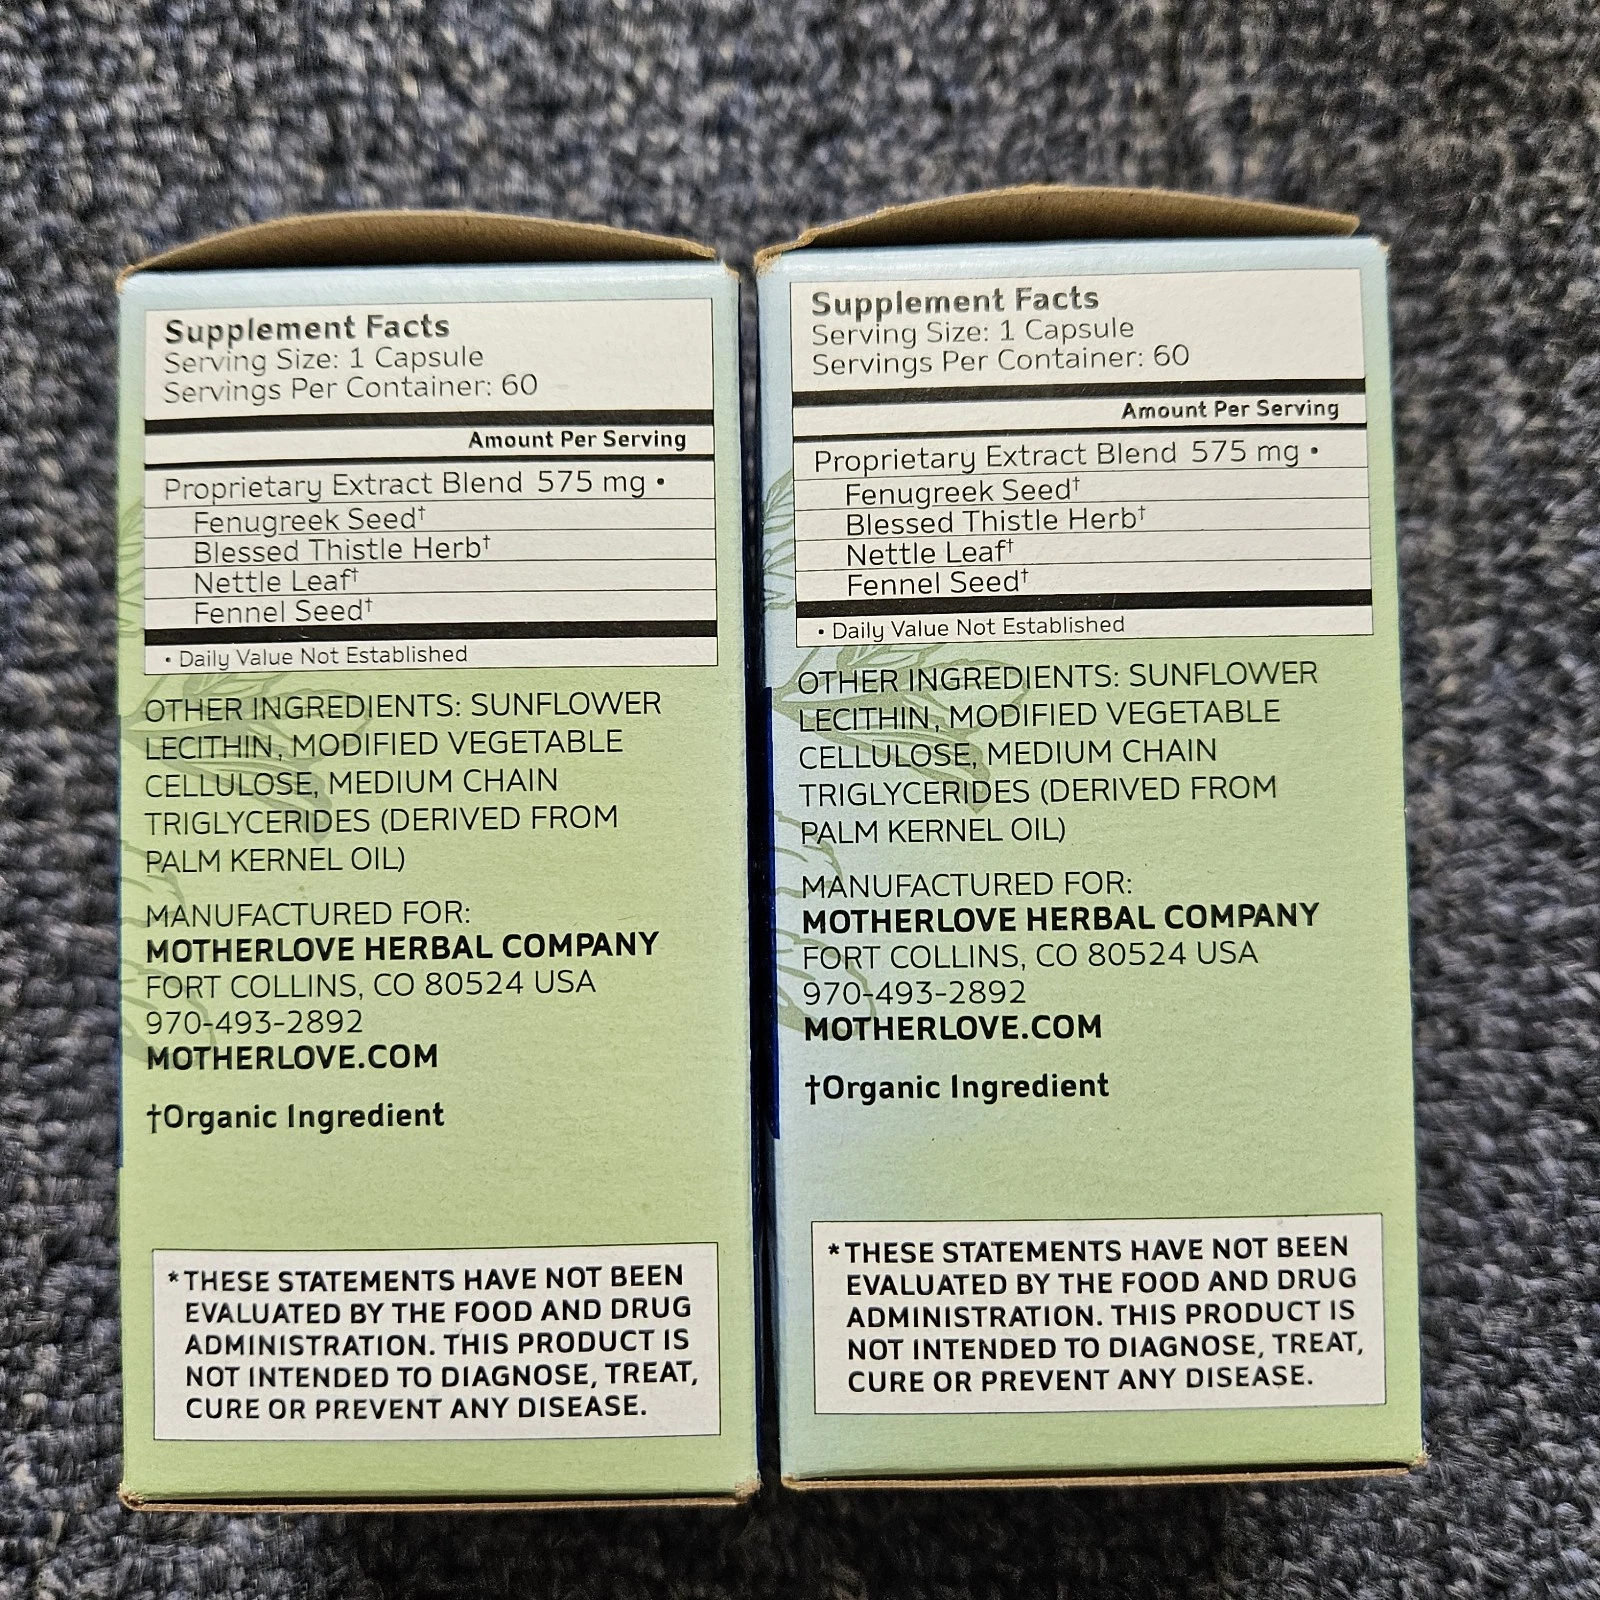 Supplement Facts
Serving Size: 1 Capsule
Servings Per Container: 60
Amount Per Serving
Proprietary Extract Blend 575 mg •
Fenugreek Seed†
Blessed Thistle Herb†
Nettle Leaf†
Fennel Seed†
• Daily Value Not Established
OTHER INGREDIENTS: SUNFLOWER
LECITHIN, MODIFIED VEGETABLE
CELLULOSE, MEDIUM CHAIN
TRIGLYCERIDES (DERIVED FROM
PALM KERNEL OIL)
MANUFACTURED FOR:
MOTHERLOVE HERBAL COMPANY
FORT COLLINS, CO 80524 USA
970-493-2892
MOTHERLOVE.COM
†Organic Ingredient
*THESE STATEMENTS HAVE NOT BEEN
EVALUATED BY THE FOOD AND DRUG
ADMINISTRATION. THIS PRODUCT IS
NOT INTENDED TO DIAGNOSE, TREAT,
CURE OR PREVENT ANY DISEASE.
Supplement Facts
Serving Size: 1 Capsule
Servings Per Container: 60
Amount Per Serving
Proprietary Extract Blend 575 mg •
Fenugreek Seed†
Blessed Thistle Herb†
Nettle Leaf†
Fennel Seed†
• Daily Value Not Established
OTHER INGREDIENTS: SUNFLOWER
LECITHIN, MODIFIED VEGETABLE
CELLULOSE, MEDIUM CHAIN
TRIGLYCERIDES (DERIVED FROM
PALM KERNEL OIL)
MANUFACTURED FOR:
MOTHERLOVE HERBAL COMPANY
FORT COLLINS, CO 80524 USA
970-493-2892
MOTHERLOVE.COM
†Organic Ingredient
*THESE STATEMENTS HAVE NOT BEEN
EVALUATED BY THE FOOD AND DRUG
ADMINISTRATION. THIS PRODUCT IS
NOT INTENDED TO DIAGNOSE, TREAT,
CURE OR PREVENT ANY DISEASE.